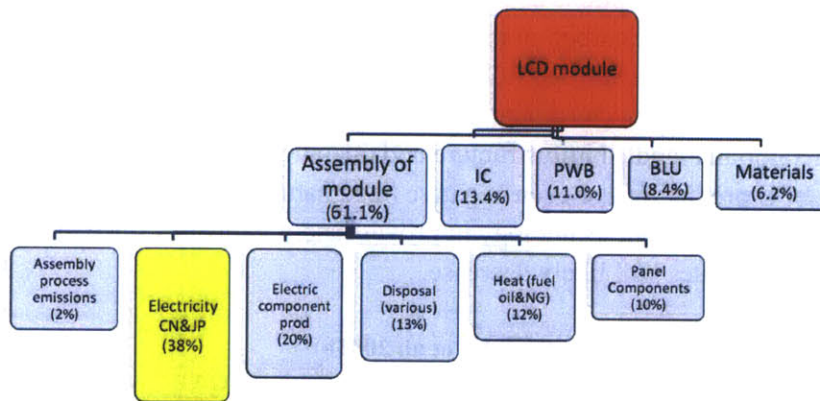 LCD module
Assembly of
module
(61.1%)
IC
(13.4%)
PWB
(11.0%)
BLU
(8.4%)
Materials
(6.2%)
Assembly
process
emissions
(2%)
Electricity
CN&JP
(38%)
Electric
component
prod
(20%)
Disposal
(various)
(13%)
Heat (fuel
oil&NG)
(12%)
Panel
Components
(10%)